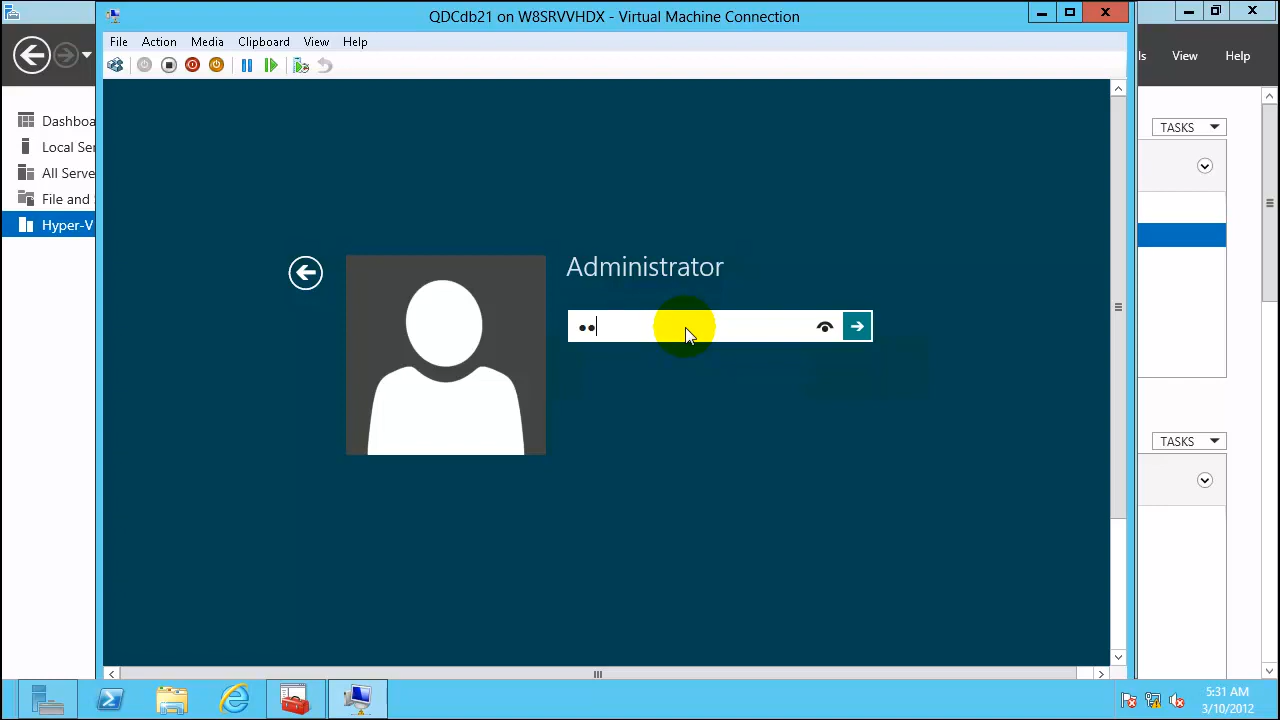 QDCdb21 on W8SRVVHDX - Virtual Machine Connection
File Action Media Clipboard View Help
ls View Help
Dashboa
Local Ser
All Serve
File and
Hyper-V
TASKS
Administrator
TASKS
5:31 AM
3/10/2012